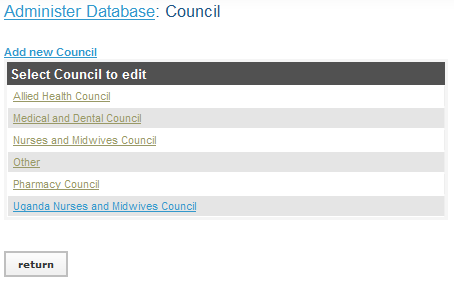 Administer Database: Council
Add new Council
Select Council to edit
Allied Health Council
Medical and Dental Council
Nurses and Midwives Council
Other
Pharmacy Council
Uganda Nurses and Midwives Council
return